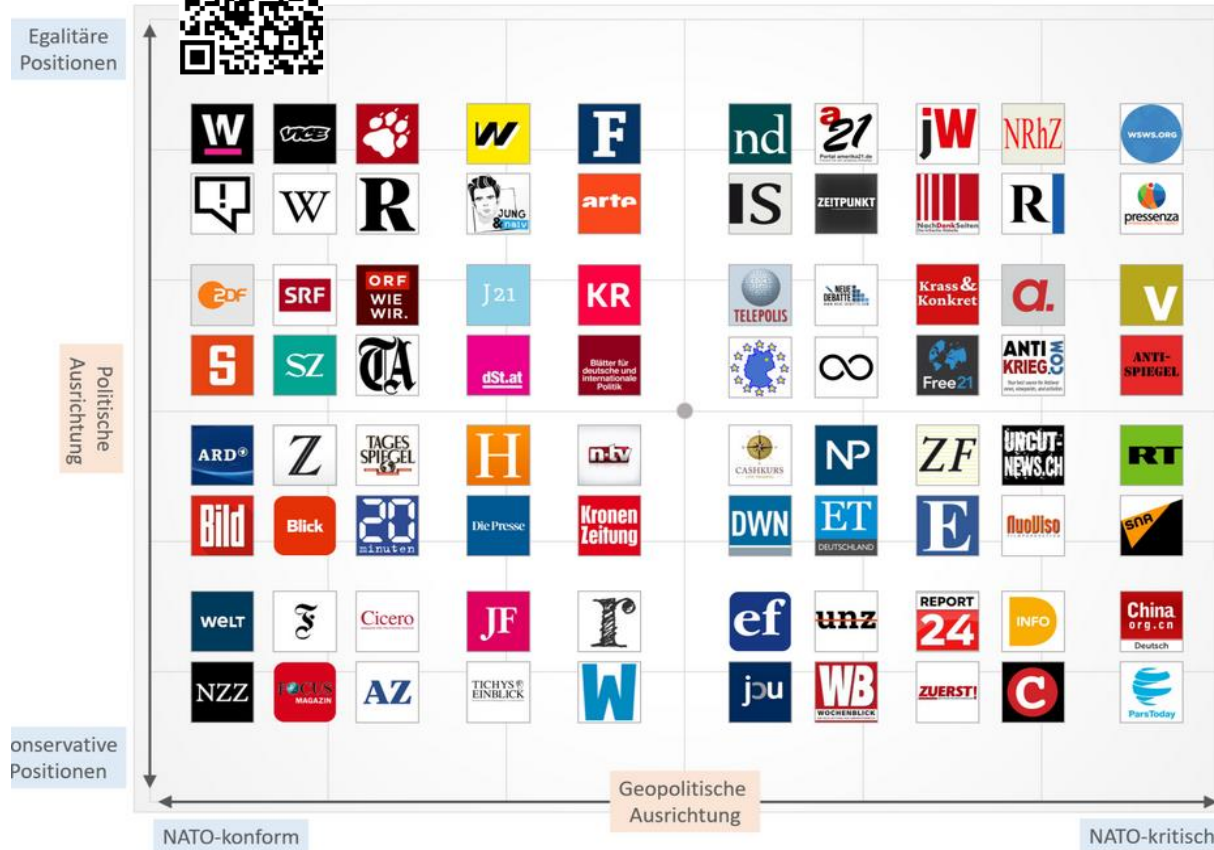 Egalitäre
Positionen
W
VICE
W
F
nd
a21
Portal amerika21.de
jW
NRhZ
WSWS.ORG
W
R
JUNG
& naiv
arte
IS
ZEITPUNKT
NachDenkSeiten
R
pressenza
ZDF
SRF
ORF
WIE
WIR.
J21
KR
TELEPOLIS
NEUE
DEBATTE
Krass &
Konkret
a.
V
Politische
Ausrichtung
S
SZ
TA
dSt.at
Blätter für
deutsche und
internationale
Politik
Free21
ANTI
KRIEG.COM
ANTI-
SPIEGEL
ARD
Z
TAGES
SPIEGEL
H
n-tv
CASHKURS
NP
ZF
UNCUT-
NEWS.CH
RT
Bild
Blick
20
minuten
Die Presse
Kronen
Zeitung
DWN
ET
DEUTSCHLAND
E
NuoViso
SNA
WELT
F
Cicero
JF
r
ef
unz
REPORT
24
INFO
China
org.cn
Deutsch
NZZ
FOCUS
MAGAZIN
AZ
TICHYS
EINBLICK
W
jou
WB
WOCHENBLICK
ZUERST!
C
ParsToday
onservative
Positionen
Geopolitische
Ausrichtung
NATO-konform
NATO-kritisch